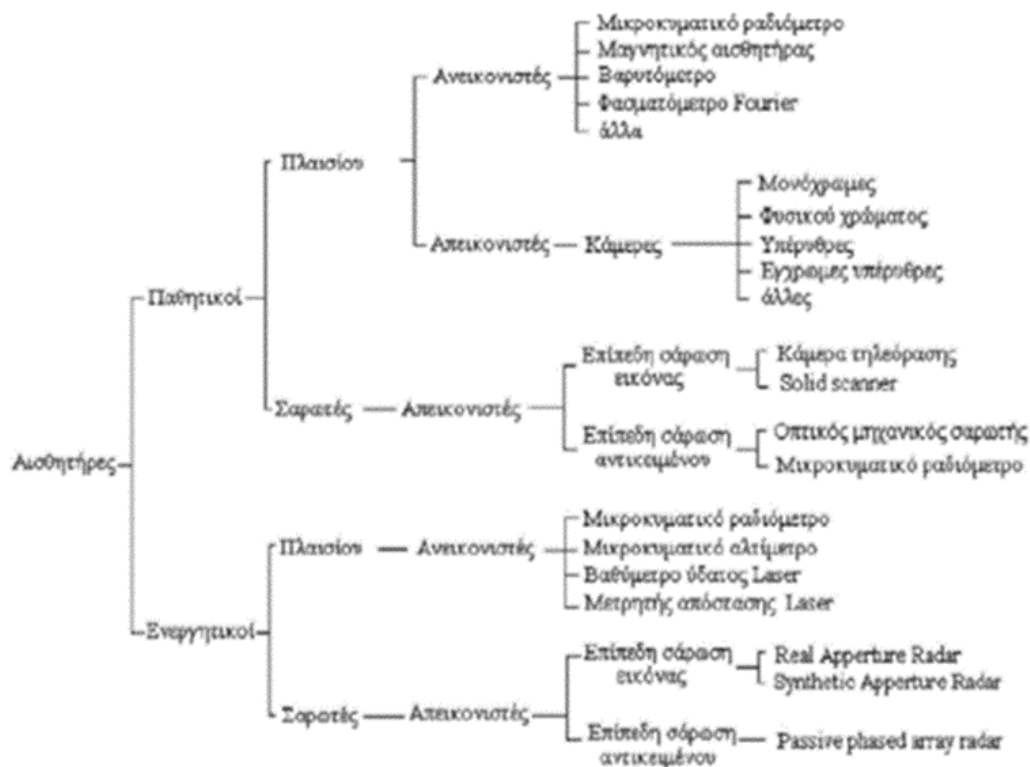 Μικροκυματικό ραδιόμετρο
Μαγνητικός αισθητήρας
Ανεικονιστές
Βαρυτόμετρο
Φασματόμετρο Fourier
άλλα
Πλαισίου
Μονόχρωμες
Φυσικού χρώματος
Απεικονιστές
Κάμερες
Υπέρυθρες
Εγχρωμες υπέρυθρες
άλλες
Παθητικοί
Επίπεδη σάρωση
εικόνας
Κάμερα τηλεόρασης
Solid scanner
Σαρωτές
Απεικονιστές
Επίπεδη σάρωση
αντικειμένου
Οπτικός μηχανικός σαρωτής
Μικροκυματικό ραδιόμετρο
Αισθητήρες
Μικροκυματικό ραδιόμετρο
Πλαισίου
Ανεικονιστές
Μικροκυματικό αλτίμετρο
Βαθύμετρο ύδατος Laser
Μετρητής απόστασης Laser
Ενεργητικοί
Επίπεδη σάρωση
εικόνας
Real Apperture Radar
Synthetic Apperture Radar
Σαρωτές
Απεικονιστές
Επίπεδη σάρωση
αντικειμένου
Passive phased array radar